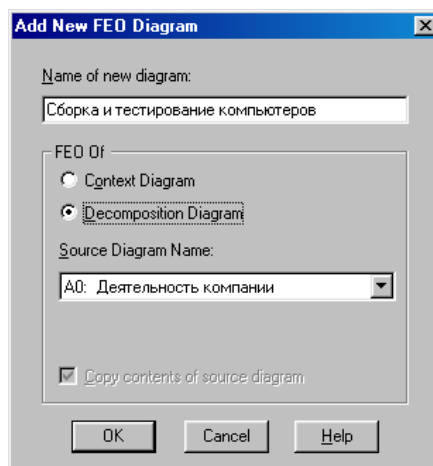 Add New FEO Diagram
Name of new diagram:
Сборка и тестирование компьютеров
FEO Of
Context Diagram
Decomposition Diagram
Source Diagram Name:
A0: Деятельность компании
Copy contents of source diagram
OK Cancel Help